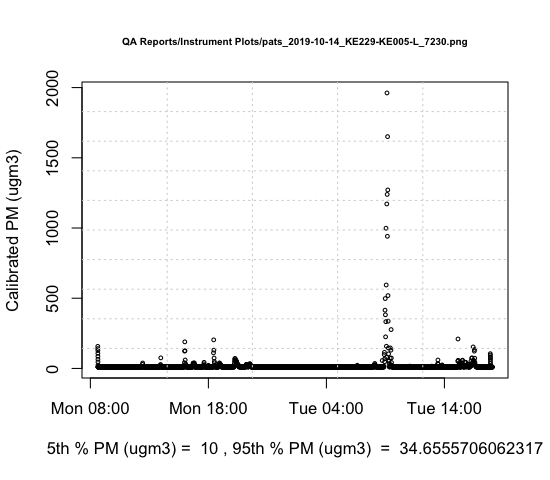 QA Reports/Instrument Plots/pats_2019-10-14_KE229-KE005-L_7230.png
Calibrated PM (ugm3)
2000
1500
1000
500
0
Mon 08:00 Mon 18:00 Tue 04:00 Tue 14:00
5th % PM (ugm3) = 10 , 95th % PM (ugm3) = 34.6555706062317